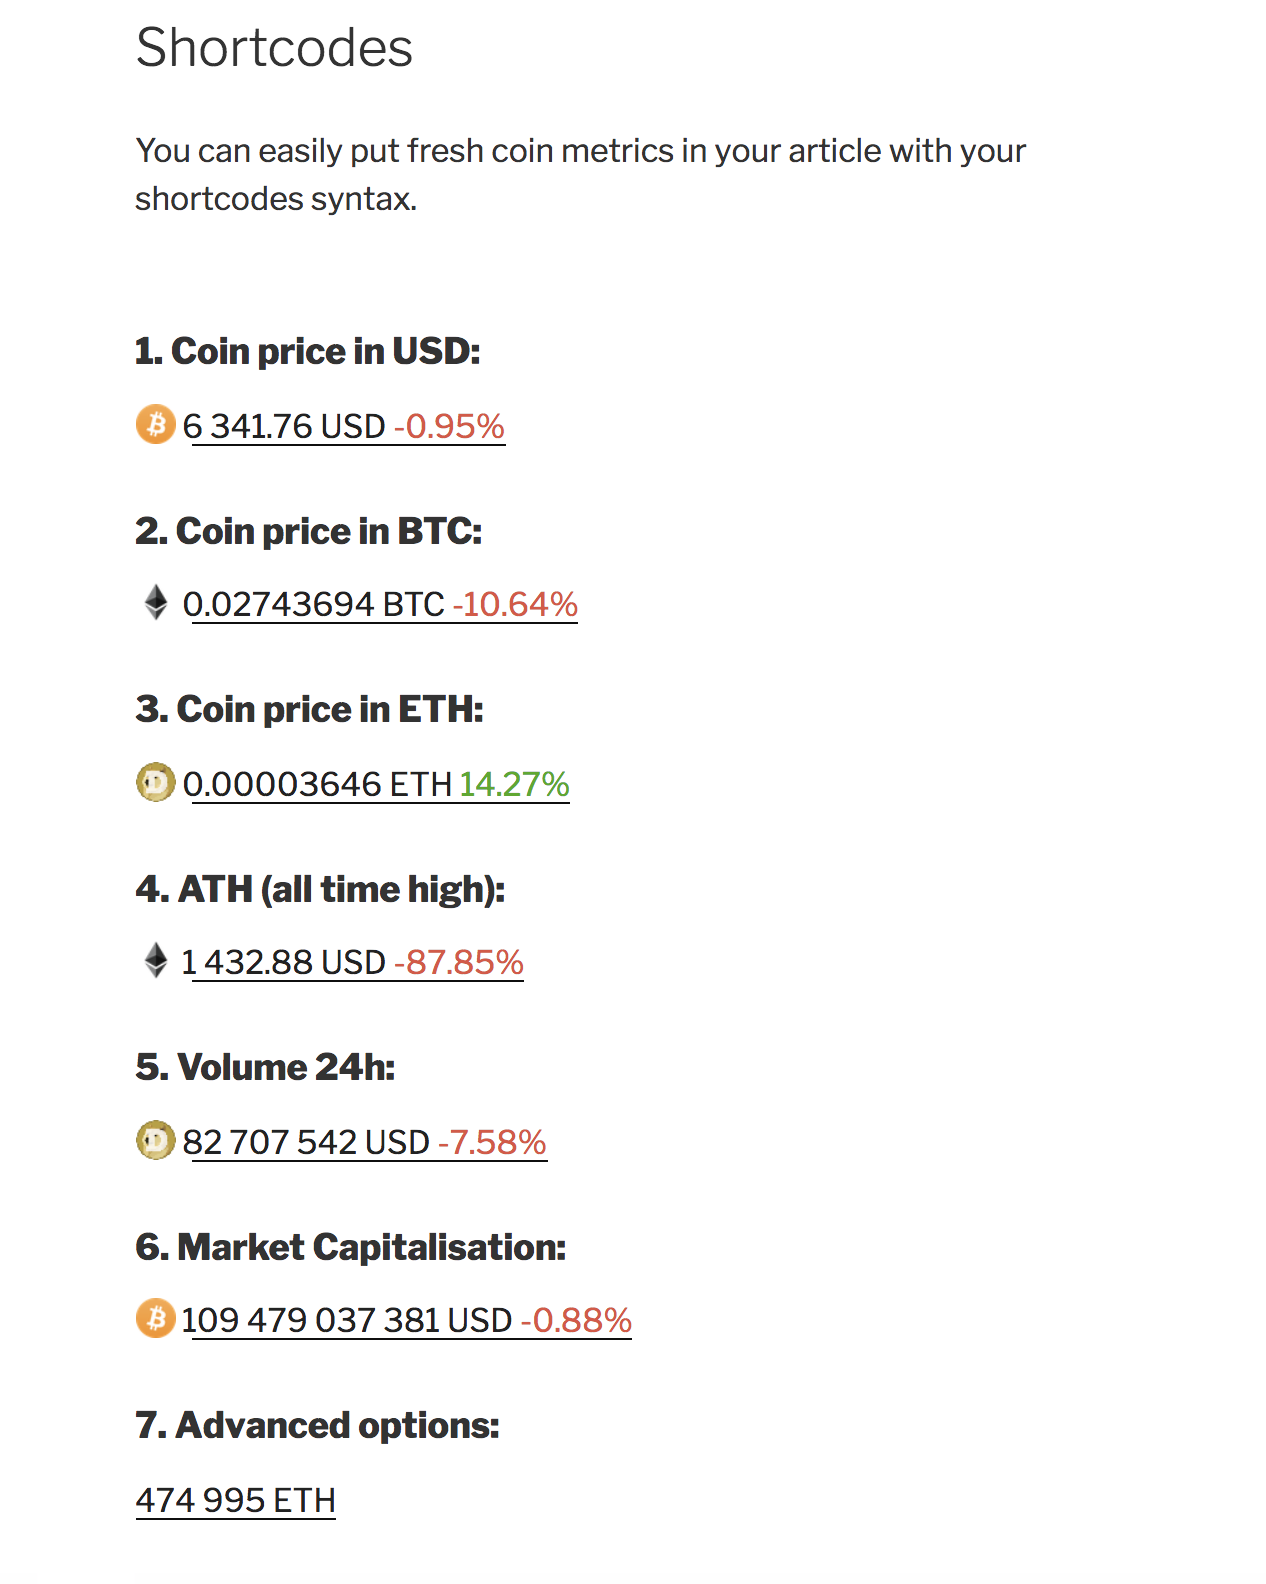 Shortcodes
You can easily put fresh coin metrics in your article with your
shortcodes syntax.
1. Coin price in USD:
6 341.76 USD -0.95%
2. Coin price in BTC:
0.02743694 BTC -10.64%
3. Coin price in ETH:
0.00003646 ETH 14.27%
4. ATH (all time high):
1 432.88 USD -87.85%
5. Volume 24h:
82 707 542 USD -7.58%
6. Market Capitalisation:
109 479 037 381 USD -0.88%
7. Advanced options:
474 995 ETH